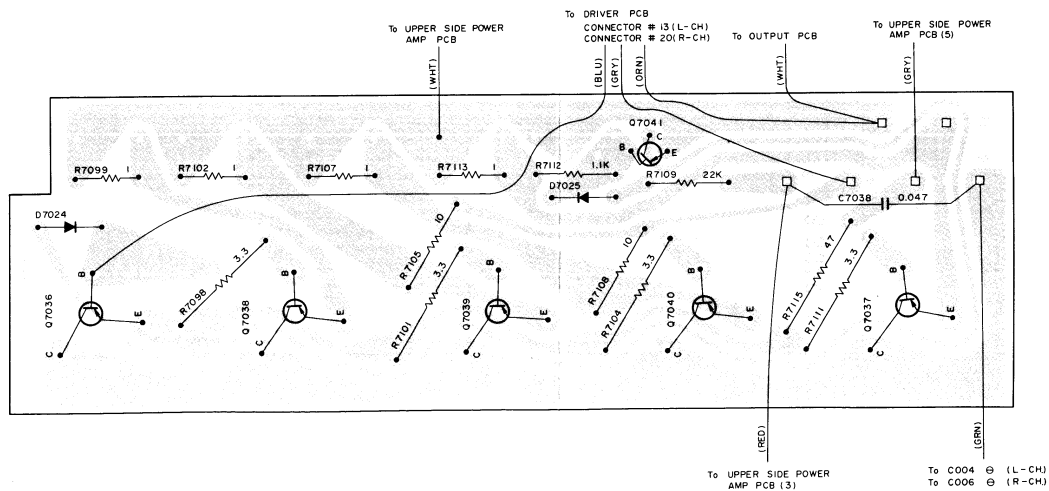 To UPPER SIDE POWER
AMP PCB
To DRIVER PCB
CONNECTOR # 13 (L-CH)
CONNECTOR # 20 (R-CH)
To OUTPUT PCB
To UPPER SIDE POWER
AMP PCB (5)
(WHT)
(BLU)
(GRY)
(ORN)
(WHT)
(GRY)
Q7041
C
B
E
R7099 1
R7102 1
R7107 1
R7113 1
R7112 1.1K
R7109 22K
D7025
C7038 0.047
D7024
R7098 3.3
R7105 10
R7101 3.3
R7108 10
R7104 3.3
R7115 47
R7111 3.3
Q7036
B
C
E
Q7038
B
C
E
Q7039
B
C
E
Q7040
B
C
E
Q7037
B
C
E
(RED)
(GRN)
To UPPER SIDE POWER
AMP PCB (3)
To C004 ⊖ (L-CH.)
To C006 ⊖ (R-CH.)